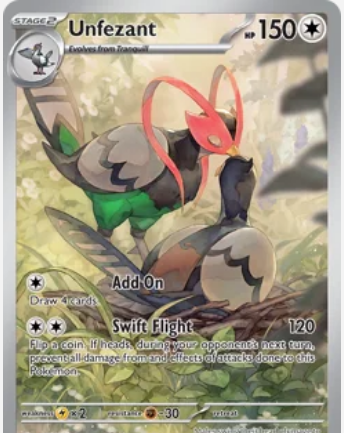 STAGE 2
Unfezant
HP 150
Evolves from Tranquill
Add On
Draw 4 cards.
Swift Flight 120
Flip a coin. If heads, during your opponent's next turn,
prevent all damage from and effects of attacks done to this
Pokémon.
weakness ×2 resistance -30 retreat